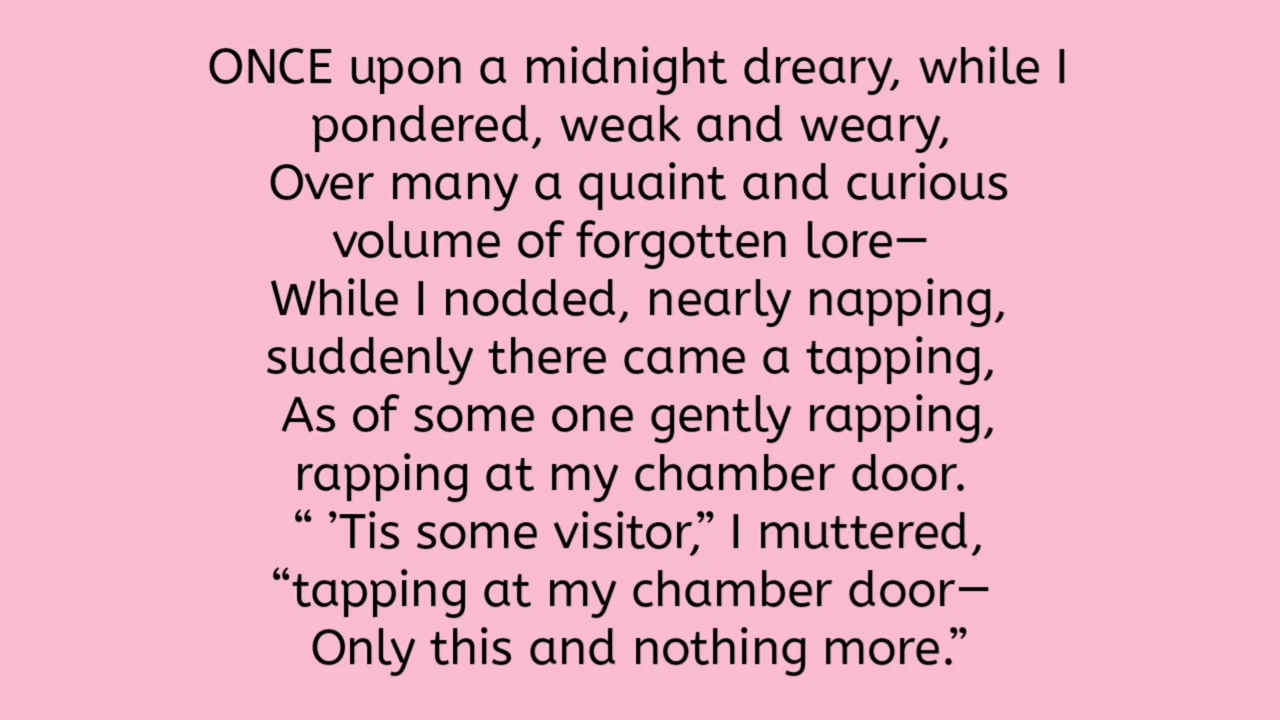 ONCE upon a midnight dreary, while I
pondered, weak and weary,
Over many a quaint and curious
volume of forgotten lore—
While I nodded, nearly napping,
suddenly there came a tapping,
As of some one gently rapping,
rapping at my chamber door.
“ ’Tis some visitor,” I muttered,
“tapping at my chamber door—
Only this and nothing more.”